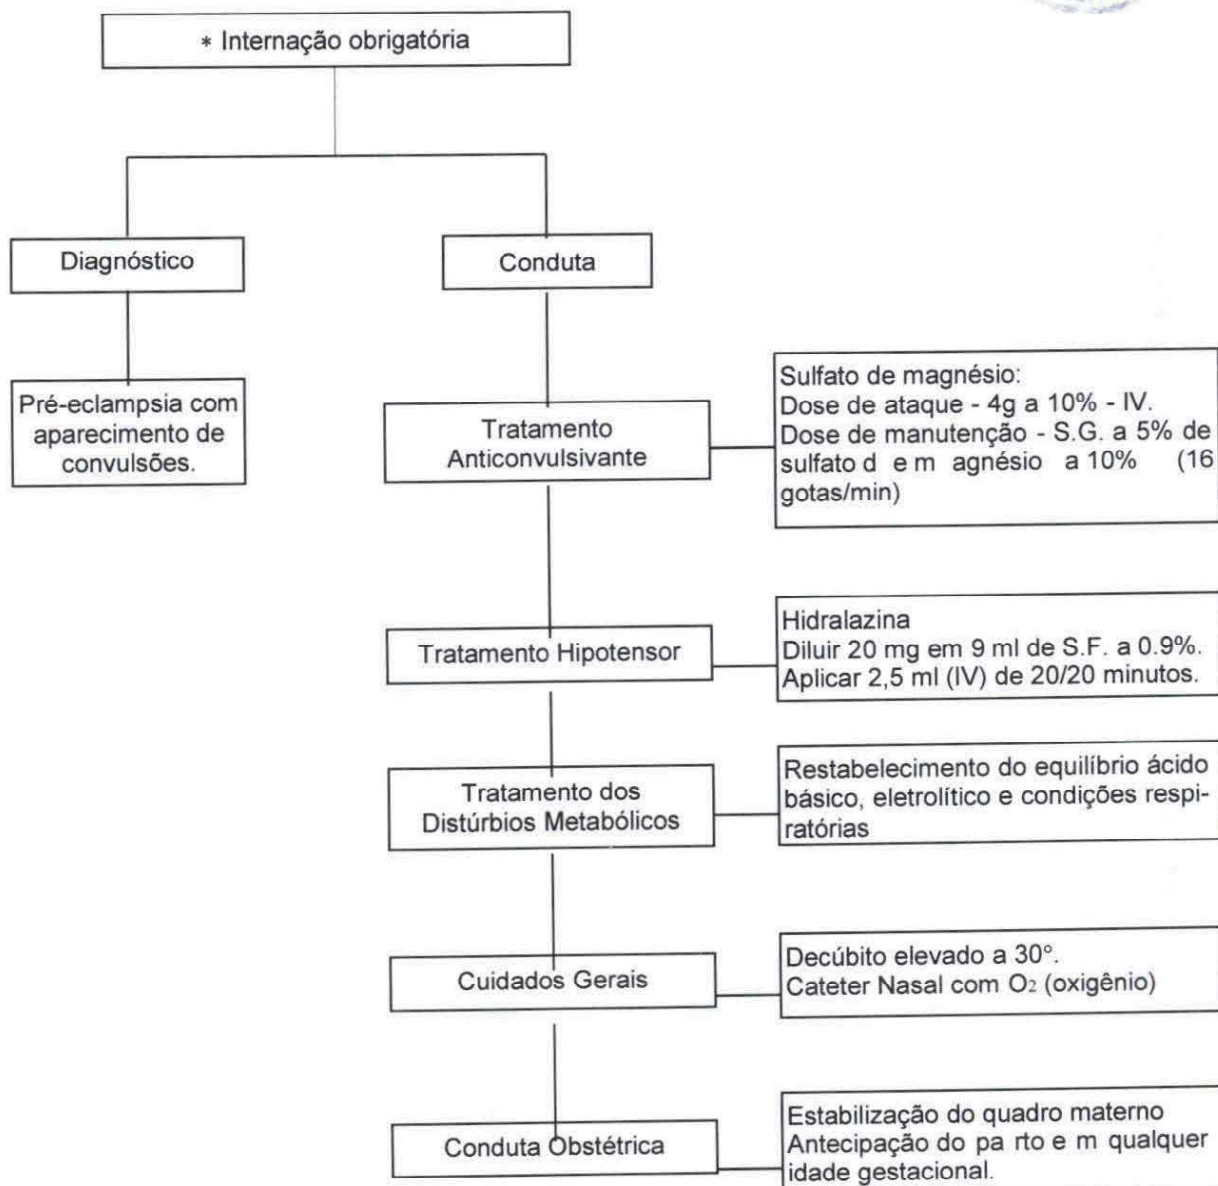 * Internação obrigatória
Diagnóstico
Conduta
Pré-eclampsia com
aparecimento de
convulsões.
Tratamento
Anticonvulsivante
Sulfato de magnésio:
Dose de ataque - 4g a 10% - IV.
Dose de manutenção - S.G. a 5% de
sulfato d e m agnésio a 10% (16
gotas/min)
Tratamento Hipotensor
Hidralazina
Diluir 20 mg em 9 ml de S.F. a 0.9%.
Aplicar 2,5 ml (IV) de 20/20 minutos.
Tratamento dos
Distúrbios Metabólicos
Restabelecimento do equilíbrio ácido
básico, eletrolítico e condições respi-
ratórias
Cuidados Gerais
Decúbito elevado a 30°.
Cateter Nasal com O2 (oxigênio)
Conduta Obstétrica
Estabilização do quadro materno
Antecipação do pa rto e m qualquer
idade gestacional.